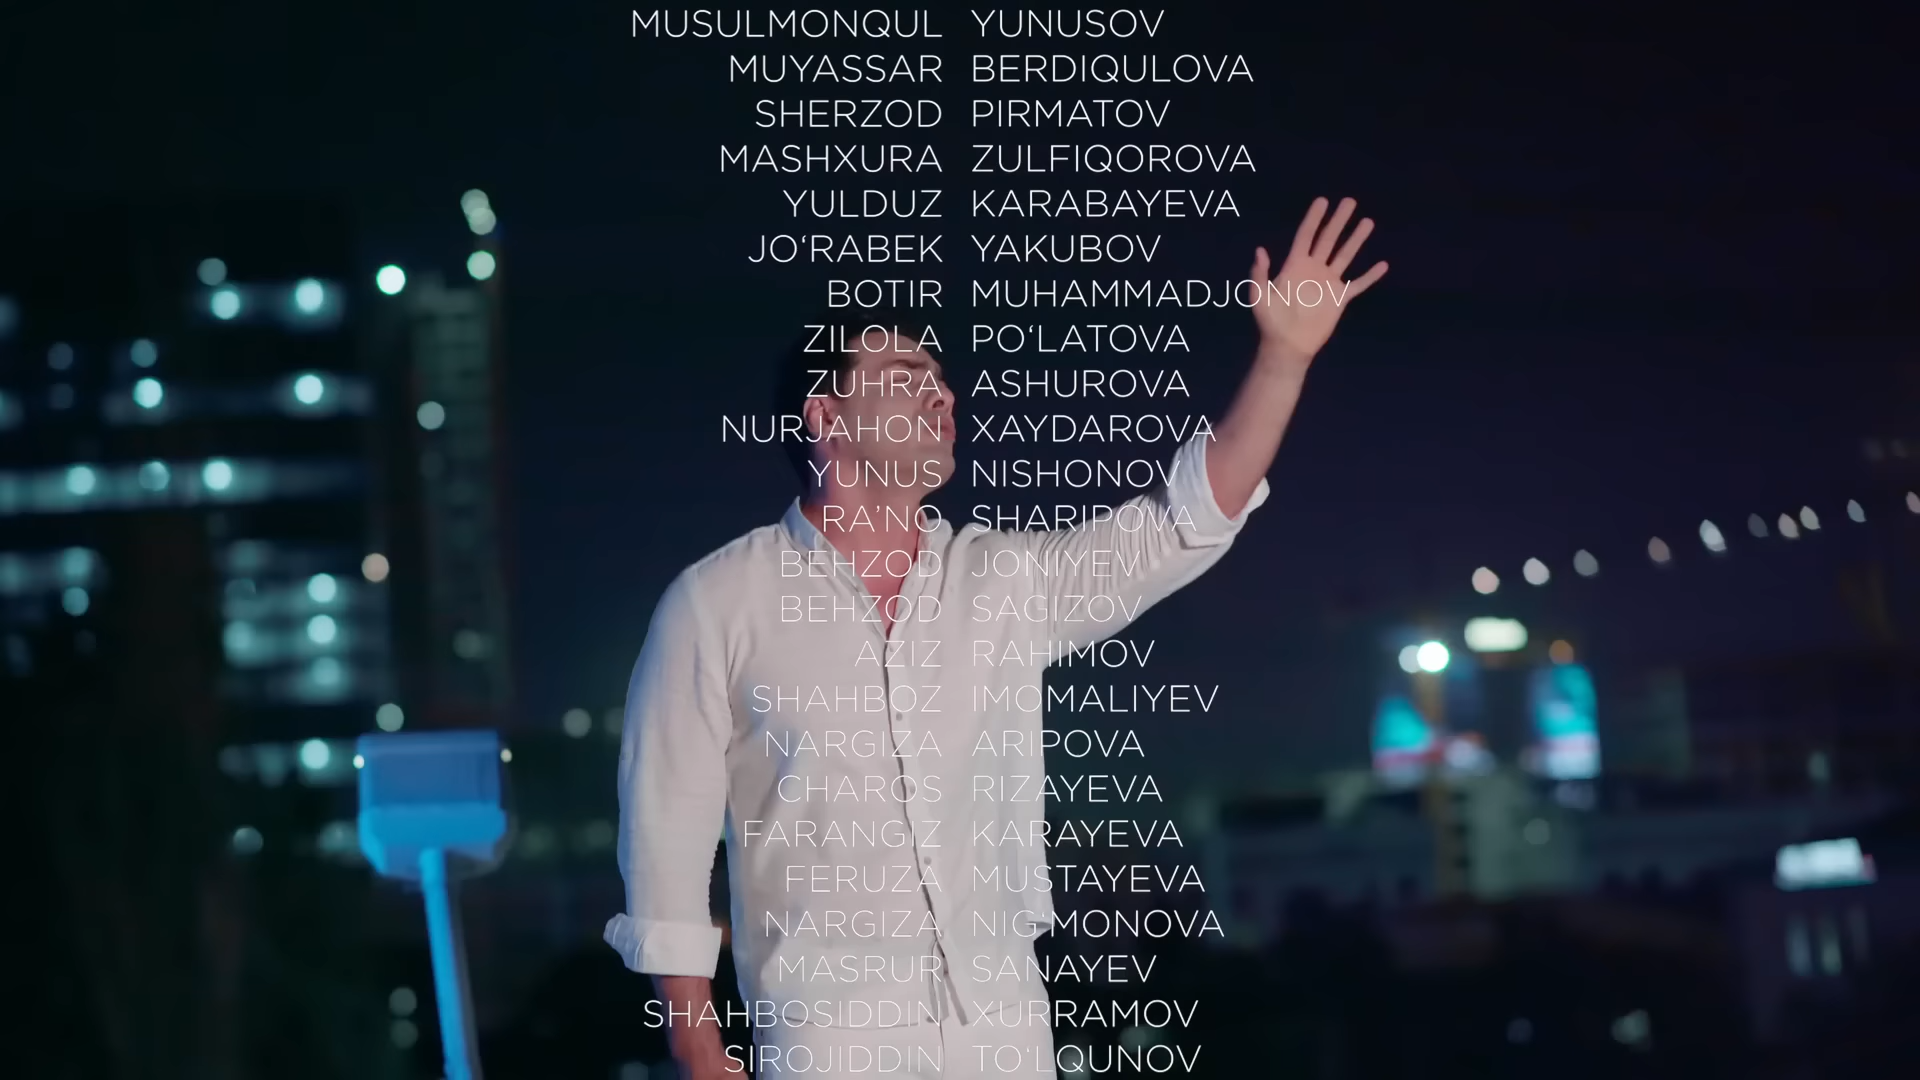 MUSULMONQUL YUNUSOV
MUYASSAR BERDIQULOVA
SHERZOD PIRMATOV
MASHXURA ZULFIQOROVA
YULDUZ KARABAYEVA
JO‘RABEK YAKUBOV
BOTIR MUHAMMADJONOV
ZILOLA PO‘LATOVA
ZUHRA ASHUROVA
NURJAHON XAYDAROVA
YUNUS NISHONOV
RA’NO SHARIPOVA
BEHZOD JONIYEV
BEHZOD SAGIZOV
AZIZ RAHIMOV
SHAHBOZ IMOMALIYEV
NARGIZA ARIPOVA
CHAROS RIZAYEVA
FARANGIZ KARAYEVA
FERUZA MUSTAYEVA
NARGIZA NIG‘MONOVA
MASRUR SANAYEV
SHAHBOSIDDIN XURRAMOV
SIROJIDDIN TO‘LQUNOV